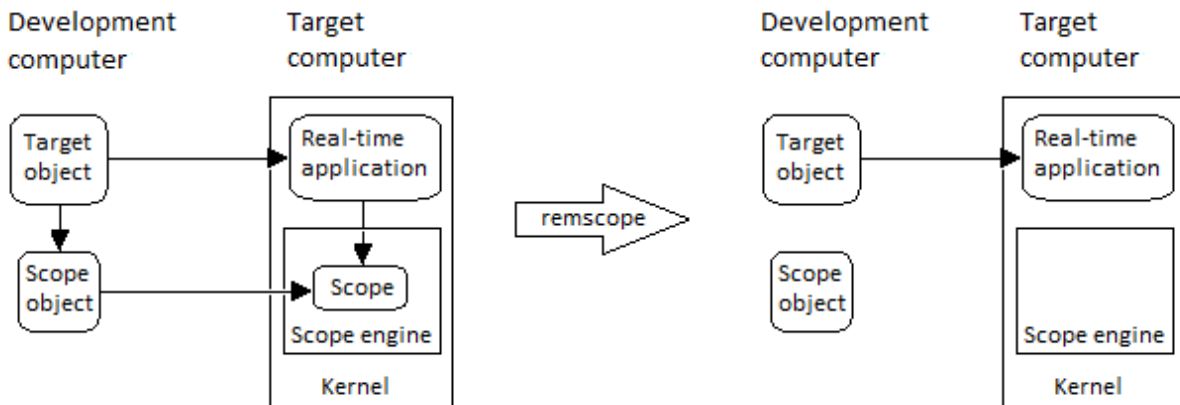 Development
computer
Target
computer
Target
object
Real-time
application
Scope
object
Scope
Scope engine
Kernel
remscope
Development
computer
Target
computer
Target
object
Real-time
application
Scope
object
Scope engine
Kernel